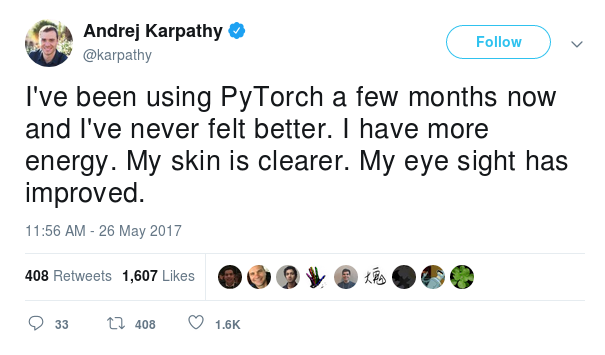 Andrej Karpathy
@karpathy
Follow
I've been using PyTorch a few months now
and I've never felt better. I have more
energy. My skin is clearer. My eye sight has
improved.
11:56 AM - 26 May 2017
408 Retweets 1,607 Likes
33 408 1.6K